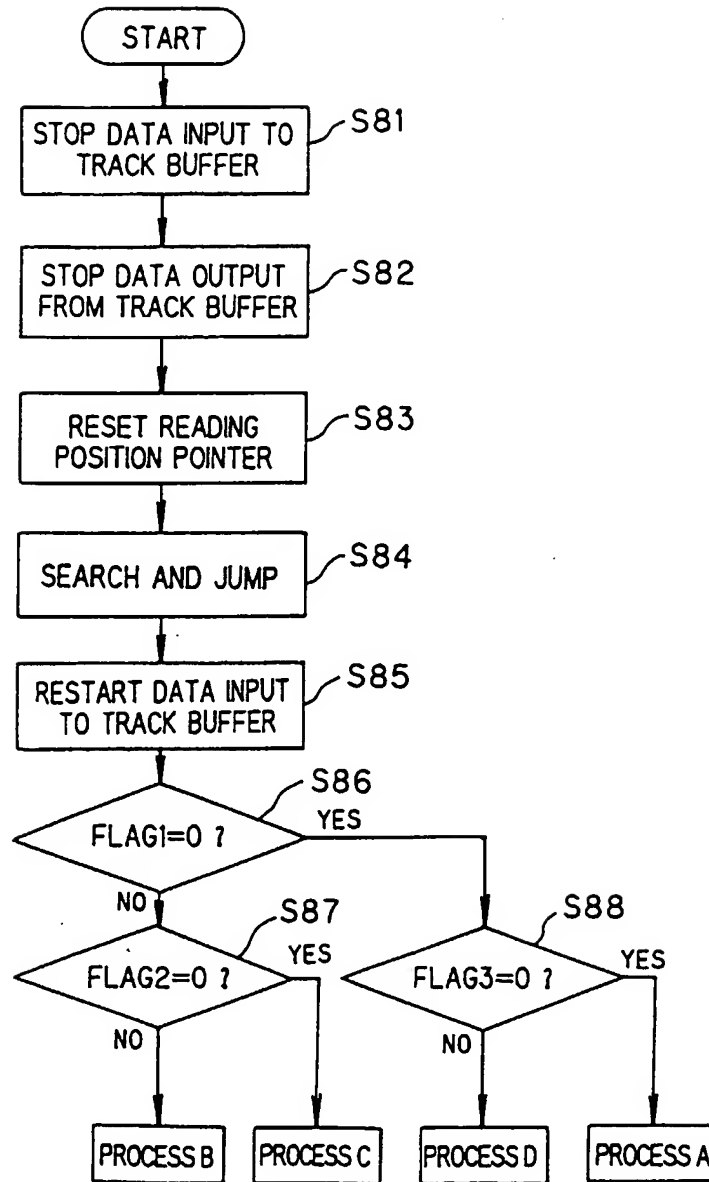 START
STOP DATA INPUT TO
TRACK BUFFER
S81
STOP DATA OUTPUT
FROM TRACK BUFFER
S82
RESET READING
POSITION POINTER
S83
SEARCH AND JUMP
S84
RESTART DATA INPUT
TO TRACK BUFFER
S85
S86
FLAG1=0 ?
YES
NO
S87
FLAG2=0 ?
YES
NO
S88
FLAG3=0 ?
YES
NO
PROCESS B
PROCESS C
PROCESS D
PROCESS A